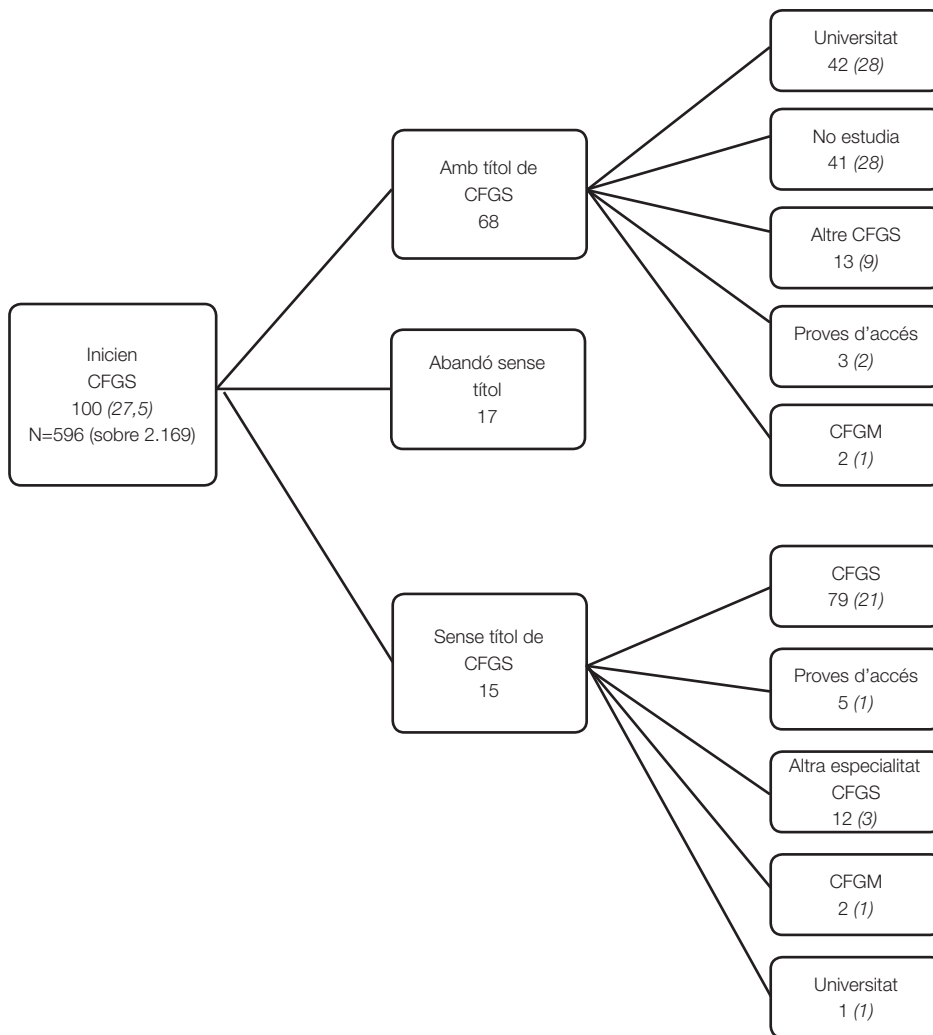 Inicien
CFGS
100 (27,5)
N=596 (sobre 2.169)
Amb títol de
CFGS
68
Abandó sense
títol
17
Sense títol de
CFGS
15
Universitat
42 (28)
No estudia
41 (28)
Altre CFGS
13 (9)
Proves d'accés
3 (2)
CFGM
2 (1)
CFGS
79 (21)
Proves d'accés
5 (1)
Altra especialitat
CFGS
12 (3)
CFGM
2 (1)
Universitat
1 (1)